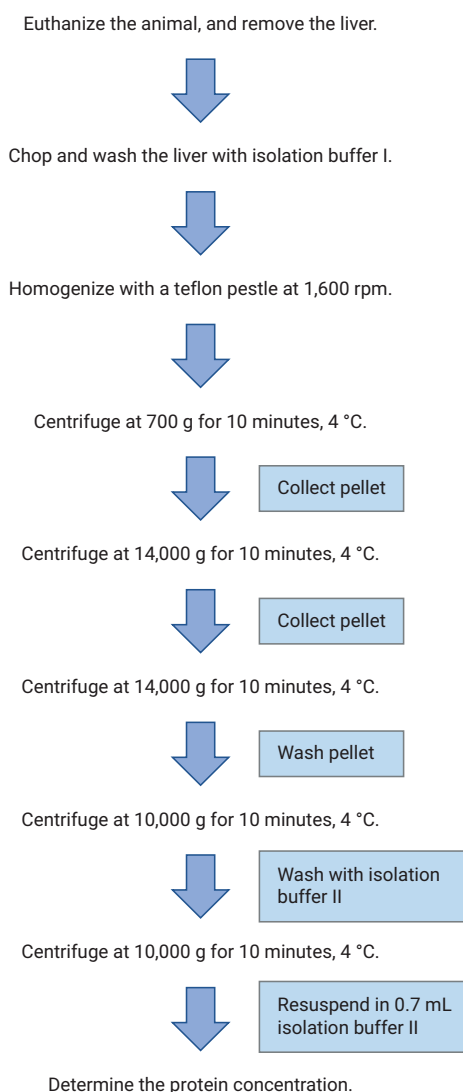 Euthanize the animal, and remove the liver.
Chop and wash the liver with isolation buffer I.
Homogenize with a teflon pestle at 1,600 rpm.
Centrifuge at 700 g for 10 minutes, 4 °C.
Collect pellet
Centrifuge at 14,000 g for 10 minutes, 4 °C.
Collect pellet
Centrifuge at 14,000 g for 10 minutes, 4 °C.
Wash pellet
Centrifuge at 10,000 g for 10 minutes, 4 °C.
Wash with isolation
buffer II
Centrifuge at 10,000 g for 10 minutes, 4 °C.
Resuspend in 0.7 mL
isolation buffer II
Determine the protein concentration.